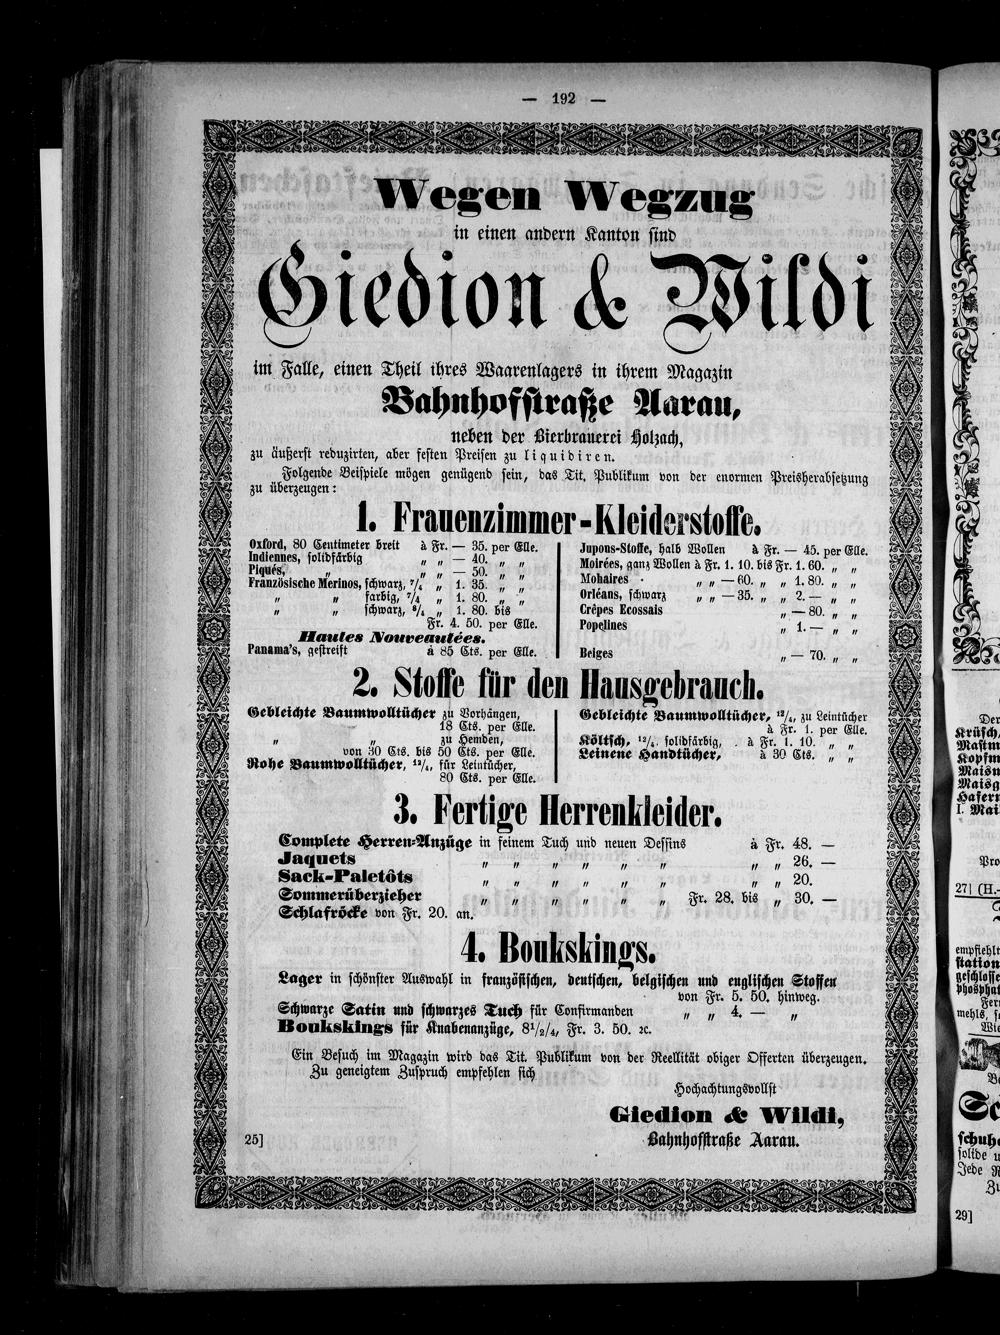 — 192 —
Wegen Wegzug
in einen andern Kanton sind
Giedion & Wildi
im Falle, einen Theil ihres Waarenlagers in ihrem Magazin
Bahnhofstraße Aarau,
neben der Bierbrauerei Holzach,
zu äußerst reduzirten, aber festen Preisen zu liquidiren.
Folgende Beispiele mögen genügend sein, das Tit. Publikum von der enormen Preisherabsetzung
zu überzeugen:
1. Frauenzimmer-Kleiderstoffe.
Oxford, 80 Centimeter breit à Fr. — 35. per Elle.
Indiennes, solidfärbig „ „ — 40. „ „
Piqués, „ „ „ — 50. „ „
Französische Merinos, schwarz, 7/4 „ 1. 35. „ „
„ „ farbig, 7/4 „ 1. 80. „ „
„ „ schwarz, 8/4 „ 1. 80. bis
Fr. 4. 50. per Elle.
Hautes Nouveautées.
Panama's, gestreift à 85 Cts. per Elle.
Jupons-Stoffe, halb Wollen à Fr. — 45. per Elle.
Moirées, ganz Wollen à Fr. 1. 10. bis Fr. 1. 60. „ „
Mohaires „ „ — 60. „ „ 1. 80. „ „
Orléans, schwarz „ „ — 35. „ „ 2. — „ „
Crêpes Ecossais „ — 80. „ „
Popelines „ 1. — „ „
Beiges „ — 70. „ „
2. Stoffe für den Hausgebrauch.
Gebleichte Baumwolltücher zu Vorhängen,
18 Cts. per Elle.
„ „ zu Hemden,
von 30 Cts. bis 50 Cts. per Elle.
Rohe Baumwolltücher, 12/4, für Leintücher,
80 Cts. per Elle.
Gebleichte Baumwolltücher, 12/4, zu Leintücher
à Fr. 1. per Elle.
Költsch, 12/4, solidfärbig, à Fr. 1. 10. „ „
Leinene Handtücher, à 30 Cts. „ „
3. Fertige Herrenkleider.
Complete Herren-Anzüge in feinem Tuch und neuen Dessins à Fr. 48. —
Jaquets „ „ „ „ „ „ „ „ 26. —
Sack-Paletôts „ „ „ „ „ „ „ „ 20.
Sommerüberzieher „ „ „ „ „ „ Fr. 28. bis „ 30. —
Schlafröcke von Fr. 20. an.
4. Boukskings.
Lager in schönster Auswahl in französischen, deutschen, belgischen und englischen Stoffen
von Fr. 5. 50. hinweg.
Schwarze Satin und schwarzes Tuch für Confirmanden „ „ 4. — „
Boukskings für Knabenanzüge, 8 1/2/4, Fr. 3. 50. ꝛc.
Ein Besuch im Magazin wird das Tit. Publikum von der Reellität obiger Offerten überzeugen.
Zu geneigtem Zuspruch empfehlen sich
Hochachtungsvollst
Giedion & Wildi,
Bahnhofstraße Aarau.
25]
Der
Krüsch,
Kopfm
Maisn
Maisg
Hafern
1. Mai
27| (H.-
empfiehlt
station
29]